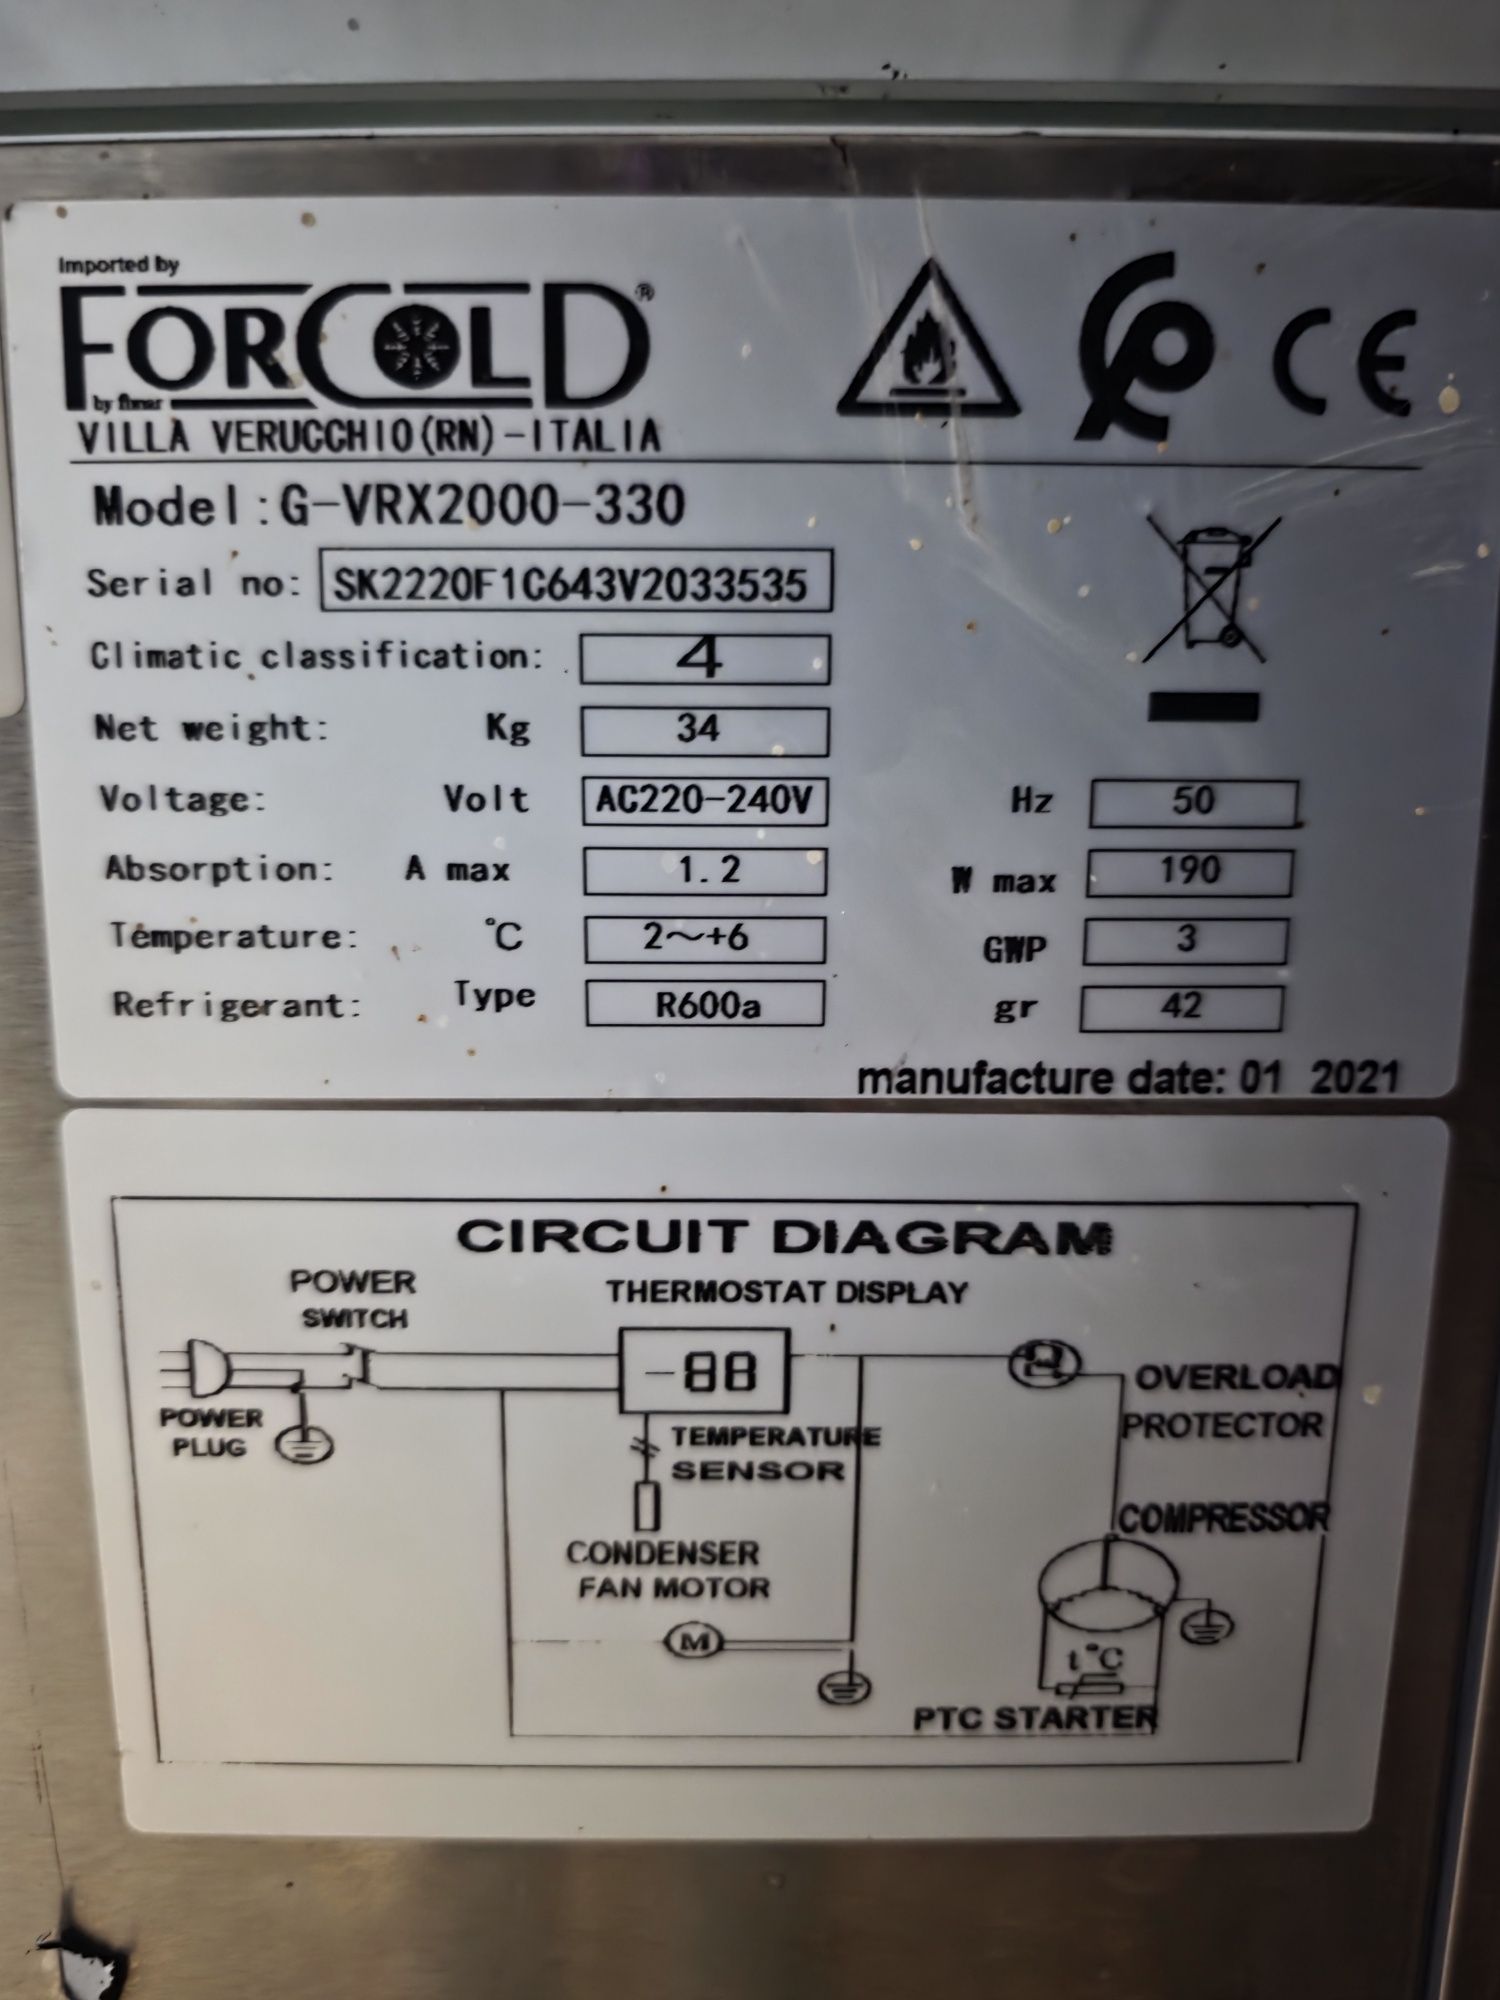 Imported by
FORCOLD®
by fimar
VILLA VERUCCHIO(RN)-ITALIA
CE
Model:G-VRX2000-330
Serial no: SK2220F1C643V2033535
Climatic classification: 4
Net weight: Kg 34
Voltage: Volt AC220-240V Hz 50
Absorption: A max 1.2 W max 190
Temperature: ℃ 2~+6 GWP 3
Refrigerant: Type R600a gr 42
manufacture date: 01 2021
CIRCUIT DIAGRAM
POWER
SWITCH
THERMOSTAT DISPLAY
-88
POWER
PLUG
OVERLOAD
PROTECTOR
TEMPERATURE
SENSOR
COMPRESSOR
CONDENSER
FAN MOTOR
M
t°C
PTC STARTER